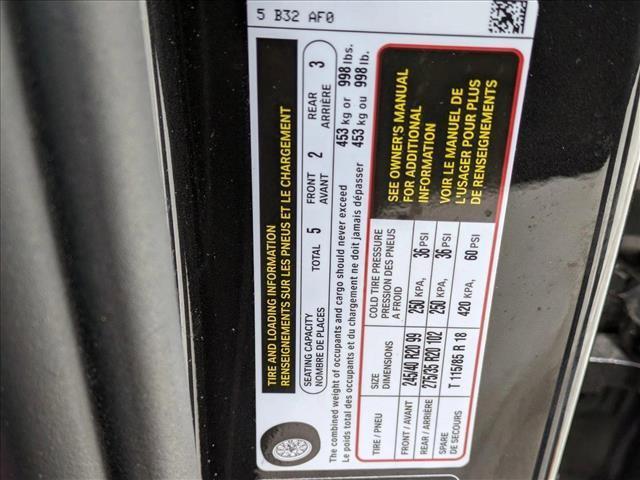 5 B32 AF0
TIRE AND LOADING INFORMATION
RENSEIGNEMENTS SUR LES PNEUS ET LE CHARGEMENT
SEATING CAPACITY
NOMBRE DE PLACES
TOTAL 5
FRONT
AVANT 2
REAR
ARRIÈRE 3
The combined weight of occupants and cargo should never exceed 453 kg or 998 lbs.
Le poids total des occupants et du chargement ne doit jamais dépasser 453 kg ou 998 lb.
TIRE / PNEU
SIZE
DIMENSIONS
COLD TIRE PRESSURE
PRESSION DES PNEUS
A FROID
FRONT / AVANT 245/40 R20 99 250 KPA, 36 PSI
REAR / ARRIÈRE 275/35 R20 102 250 KPA, 36 PSI
SPARE
DE SECOURS T 115/85 R 18 420 KPA, 60 PSI
SEE OWNER'S MANUAL
FOR ADDITIONAL
INFORMATION
VOIR LE MANUEL DE
L'USAGER POUR PLUS
DE RENSEIGNEMENTS